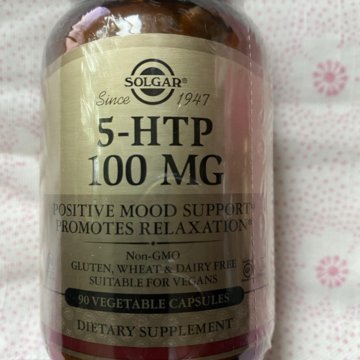 SOLGAR®
Since 1947
5-HTP
100 MG
POSITIVE MOOD SUPPORT*
PROMOTES RELAXATION*
Non-GMO
GLUTEN, WHEAT & DAIRY FREE
SUITABLE FOR VEGANS
90 VEGETABLE CAPSULES
DIETARY SUPPLEMENT